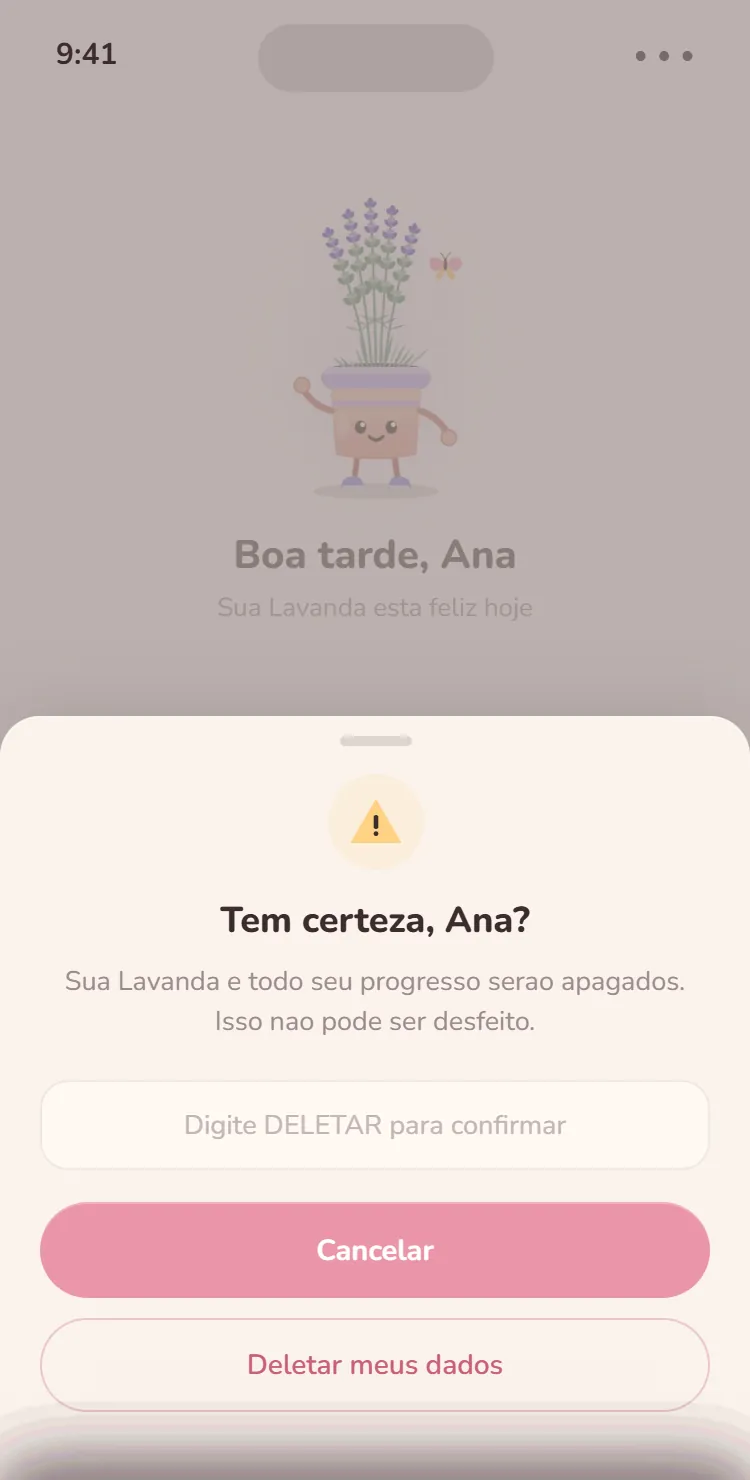 9:41
Boa tarde, Ana
Sua Lavanda esta feliz hoje
Tem certeza, Ana?
Sua Lavanda e todo seu progresso serao apagados.
Isso nao pode ser desfeito.
Digite DELETAR para confirmar
Cancelar
Deletar meus dados